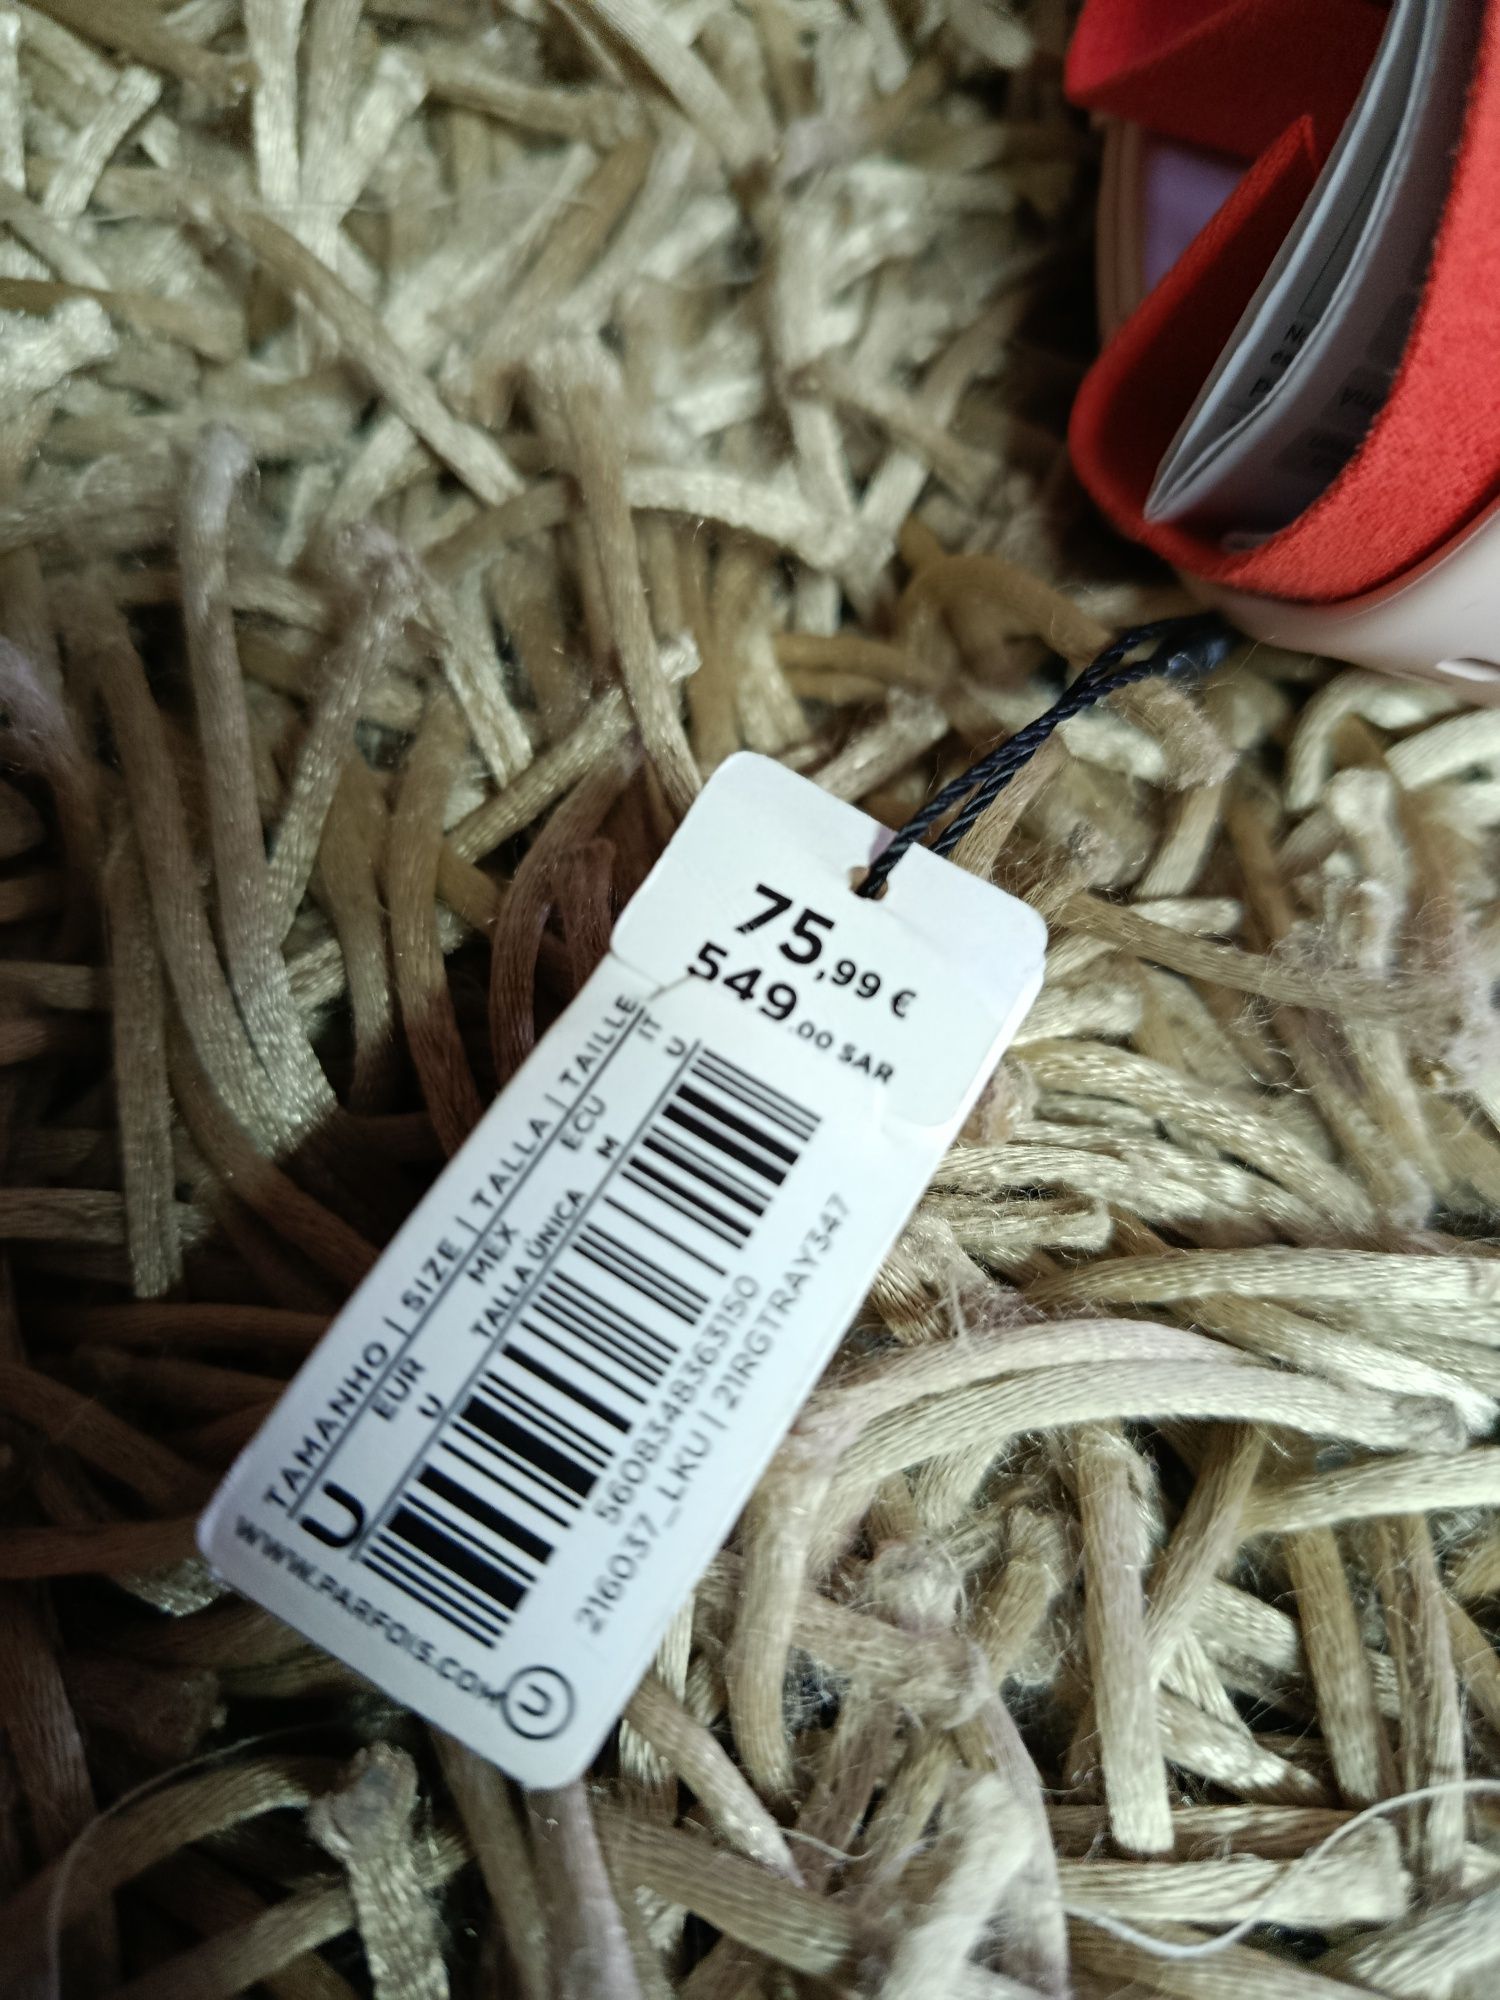 75,99 €
549.00 SAR
TAMANHO | SIZE | TALLA | TAILLE
EUR MEX ECU IT
U TALLA ÚNICA M U
U
5608348363150
216037_LKU | 21RGTRAY347
WWW.PARFOIS.COM U